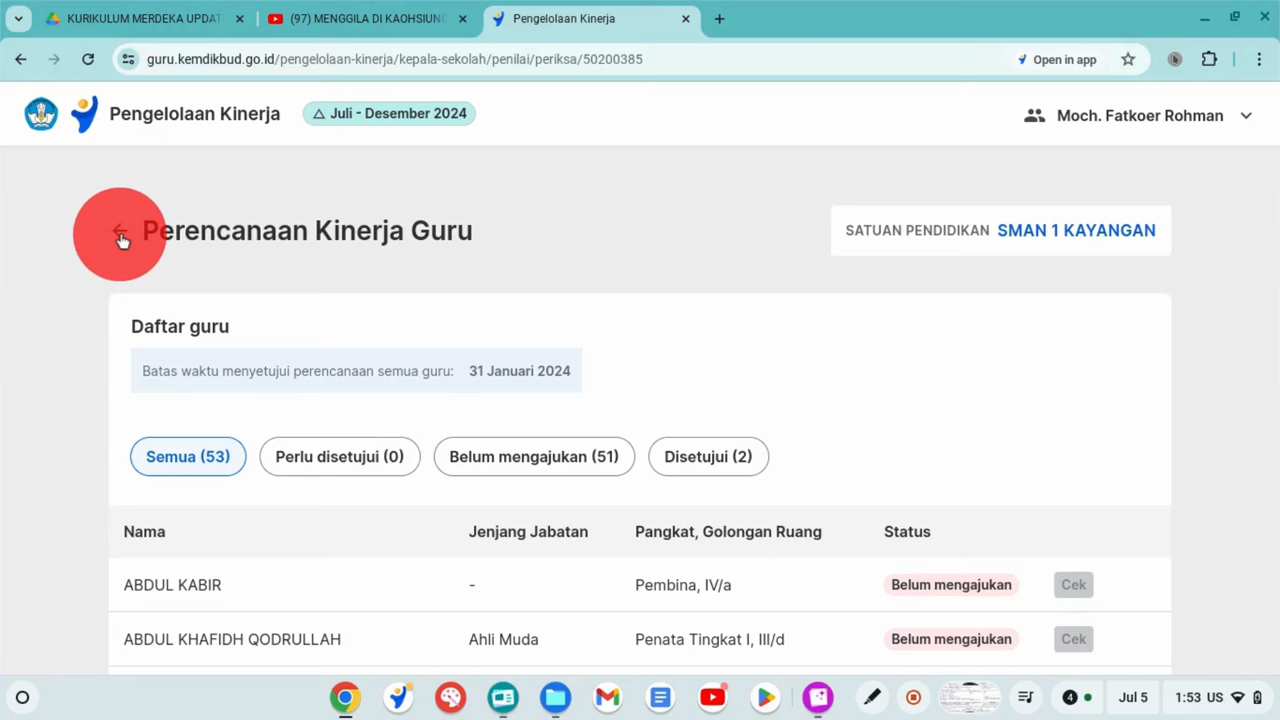 KURIKULUM MERDEKA UPDAT
(97) MENGGILA DI KAOHSIUNG
Pengelolaan Kinerja
guru.kemdikbud.go.id/pengelolaan-kinerja/kepala-sekolah/penilai/periksa/50200385
Open in app
Pengelolaan Kinerja
Juli - Desember 2024
Moch. Fatkoer Rohman
Perencanaan Kinerja Guru
SATUAN PENDIDIKAN SMAN 1 KAYANGAN
Daftar guru
Batas waktu menyetujui perencanaan semua guru: 31 Januari 2024
Semua (53) Perlu disetujui (0) Belum mengajukan (51) Disetujui (2)
Nama Jenjang Jabatan Pangkat, Golongan Ruang Status
ABDUL KABIR - Pembina, IV/a Belum mengajukan Cek
ABDUL KHAFIDH QODRULLAH Ahli Muda Penata Tingkat I, III/d Belum mengajukan Cek
4 Jul 5 1:53 US